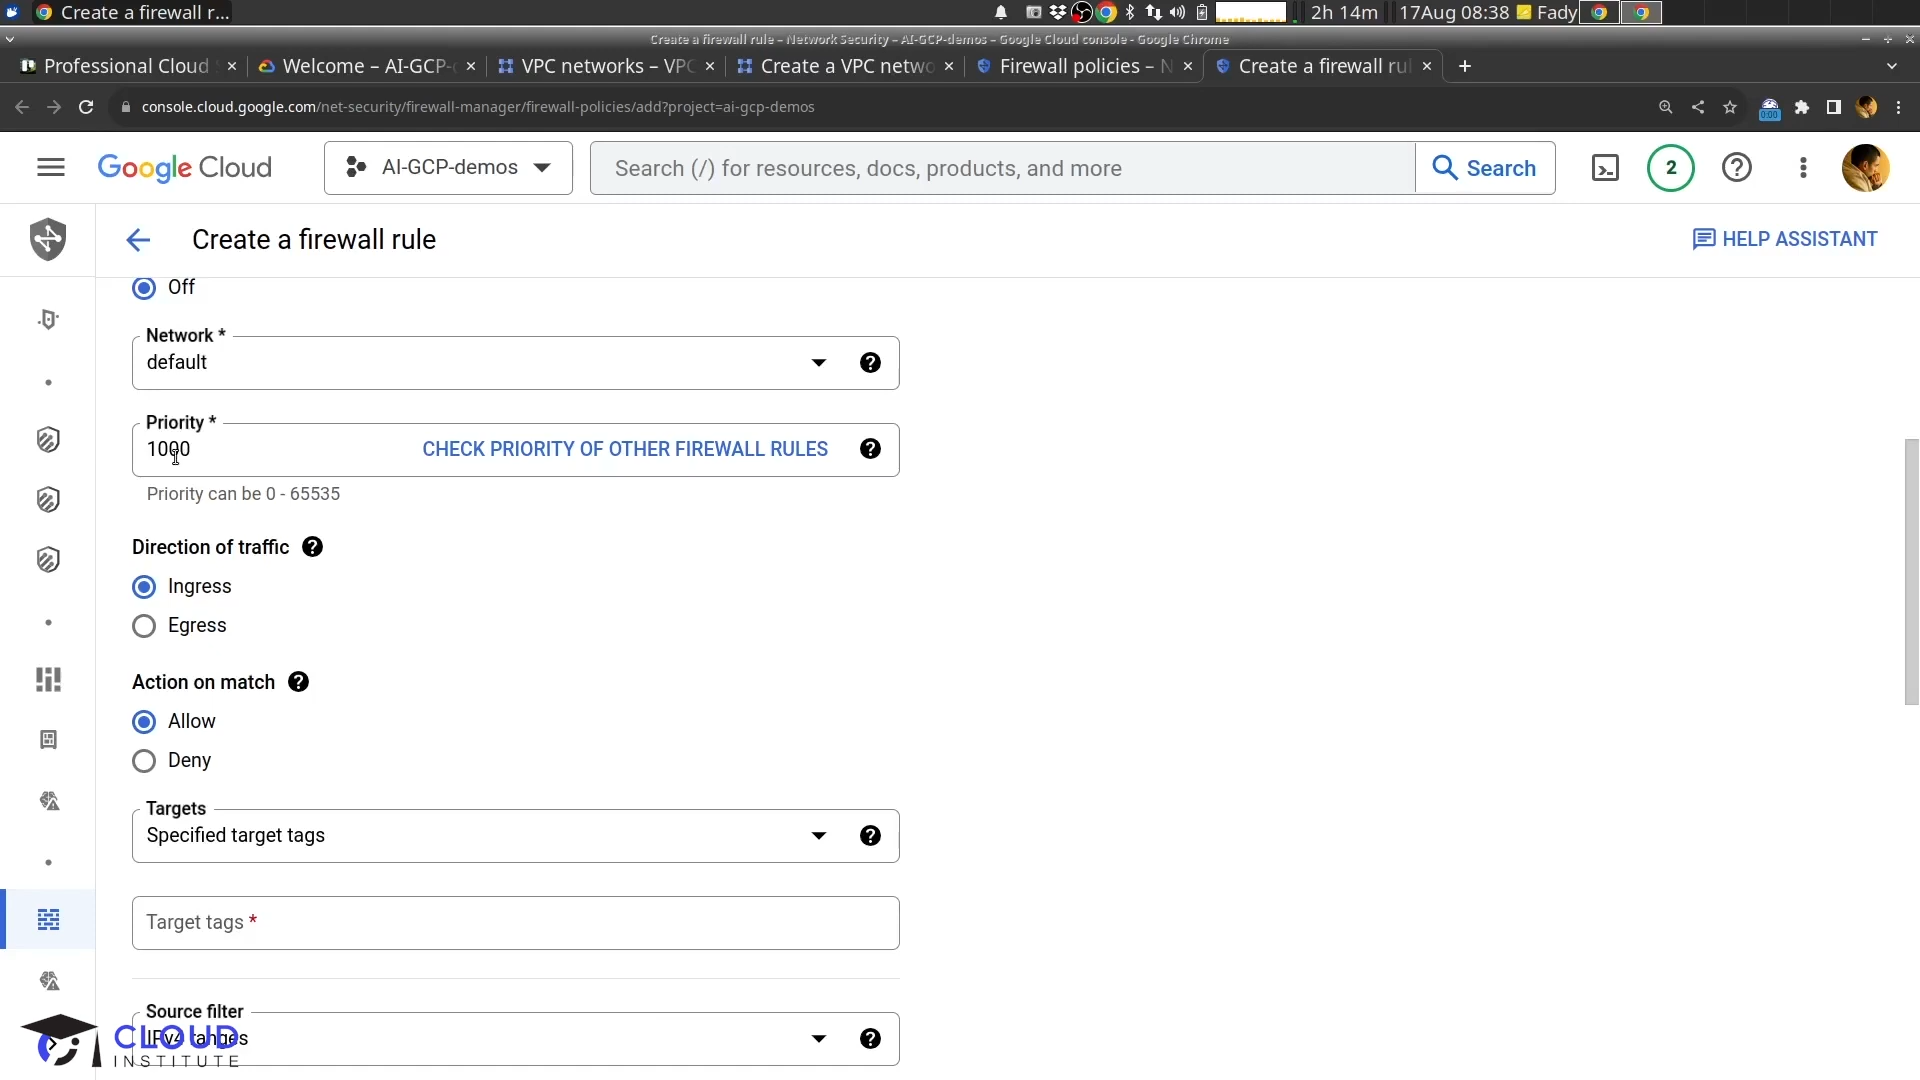 Create a firewall r...
2h 14m
17Aug 08:38
Fady
Create a firewall rule – Network Security – AI-GCP-demos – Google Cloud console - Google Chrome
Professional Cloud
Welcome – AI-GCP-
VPC networks – VPC
Create a VPC netwo
Firewall policies – N
Create a firewall rul
console.cloud.google.com/net-security/firewall-manager/firewall-policies/add?project=ai-gcp-demos
0:00
Google Cloud
AI-GCP-demos
Search (/) for resources, docs, products, and more
Search
2
Create a firewall rule
HELP ASSISTANT
Off
Network *
default
Priority *
1000
CHECK PRIORITY OF OTHER FIREWALL RULES
Priority can be 0 - 65535
Direction of traffic
Ingress
Egress
Action on match
Allow
Deny
Targets
Specified target tags
Target tags *
Source filter
IPv4 ranges
CLOUD
INSTITUTE